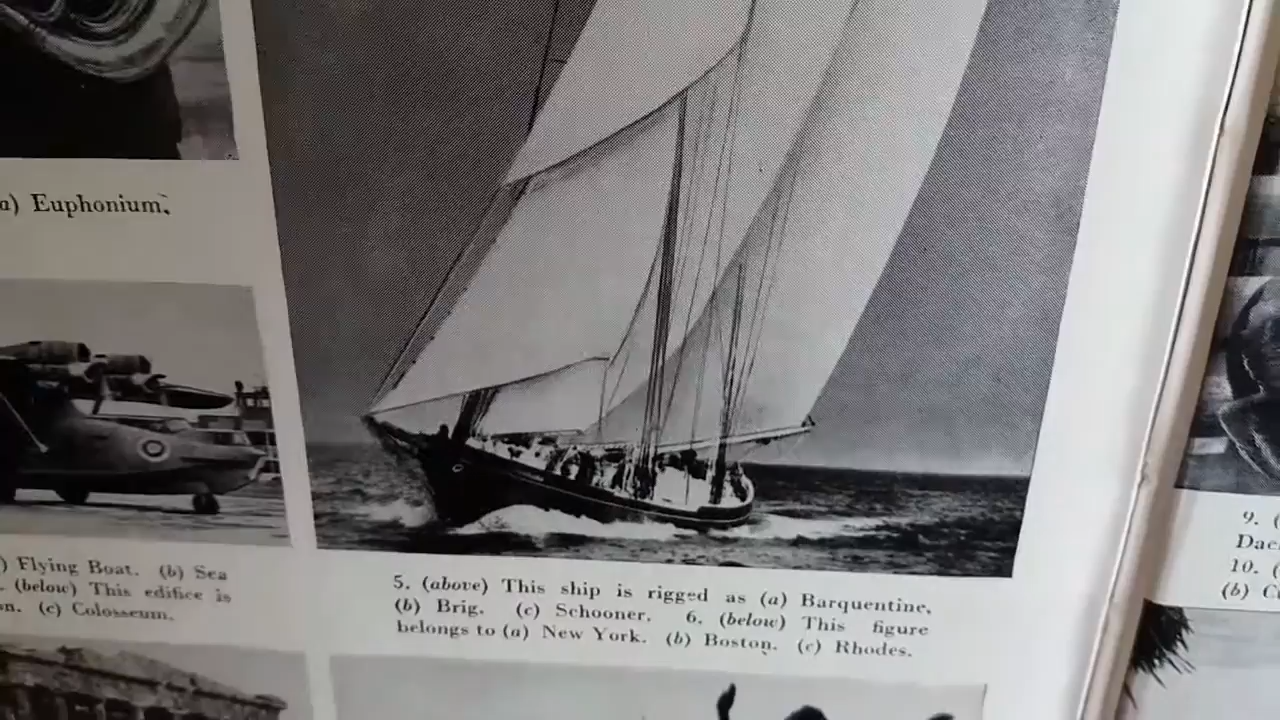 a) Euphonium,
) Flying Boat. (b) Sea
. (below) This edifice is
n. (c) Colosseum.
5. (above) This ship is rigged as (a) Barquentine,
(b) Brig. (c) Schooner. 6. (below) This figure
belongs to (a) New York. (b) Boston. (c) Rhodes.
9. (
Dae
10. (
(b) C